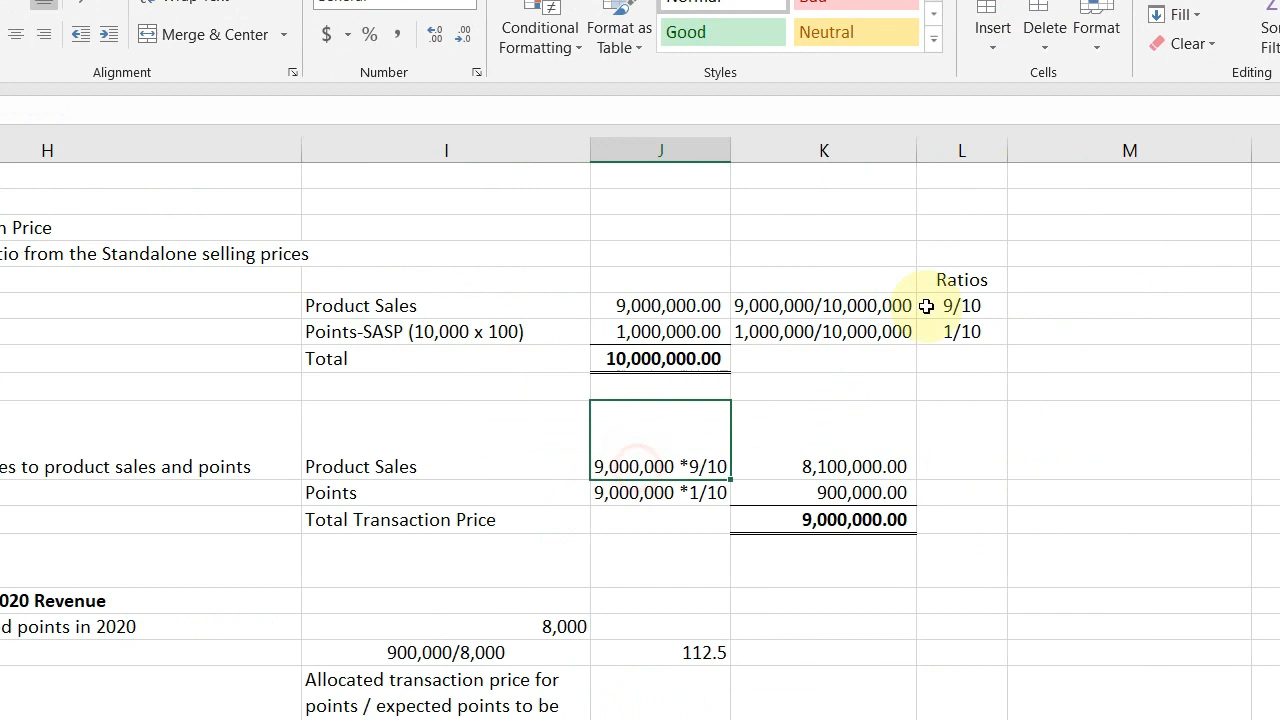 Merge & Center
$ % ,
Conditional
Formatting
Format as
Table
Good
Neutral
Insert
Delete
Format
Fill
Clear
Alignment
Number
Styles
Cells
Editing
H I J K L M
n Price
tio from the Standalone selling prices
Ratios
Product Sales 9,000,000.00 9,000,000/10,000,000 9/10
Points-SASP (10,000 x 100) 1,000,000.00 1,000,000/10,000,000 1/10
Total 10,000,000.00
es to product sales and points Product Sales 9,000,000 *9/10 8,100,000.00
Points 9,000,000 *1/10 900,000.00
Total Transaction Price 9,000,000.00
020 Revenue
d points in 2020 8,000
900,000/8,000 112.5
Allocated transaction price for
points / expected points to be